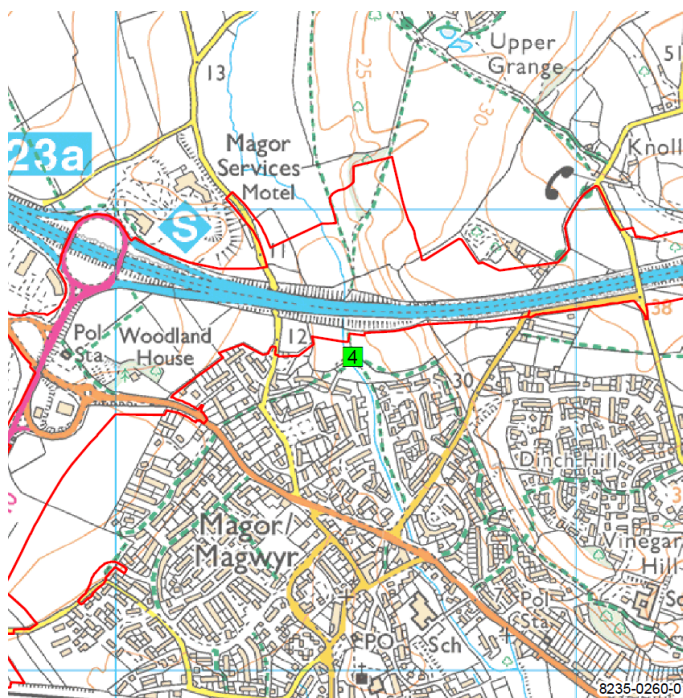 Upper
Grange
51
13
25
30
23a
Magor
Services
Motel
Knoll
S
11
Pol
Sta
Woodland
House
12
38
4
30
Dinch Hill
Magor/
Magwyr
Vinegar
Hill
7
Pol
Sta
PO
Sch
8235-0260-0